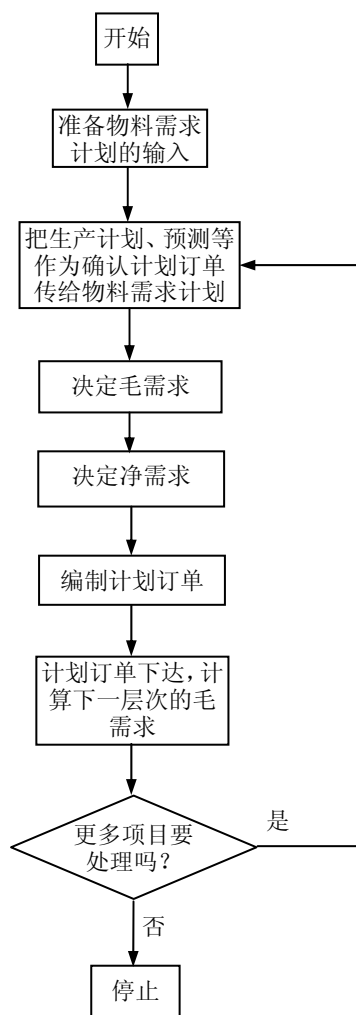 开始
准备物料需求
计划的输入
把生产计划、预测等
作为确认计划订单
传给物料需求计划
决定毛需求
决定净需求
编制计划订单
计划订单下达,计
算下一层次的毛
需求
更多项目要
处理吗?
是
否
停止